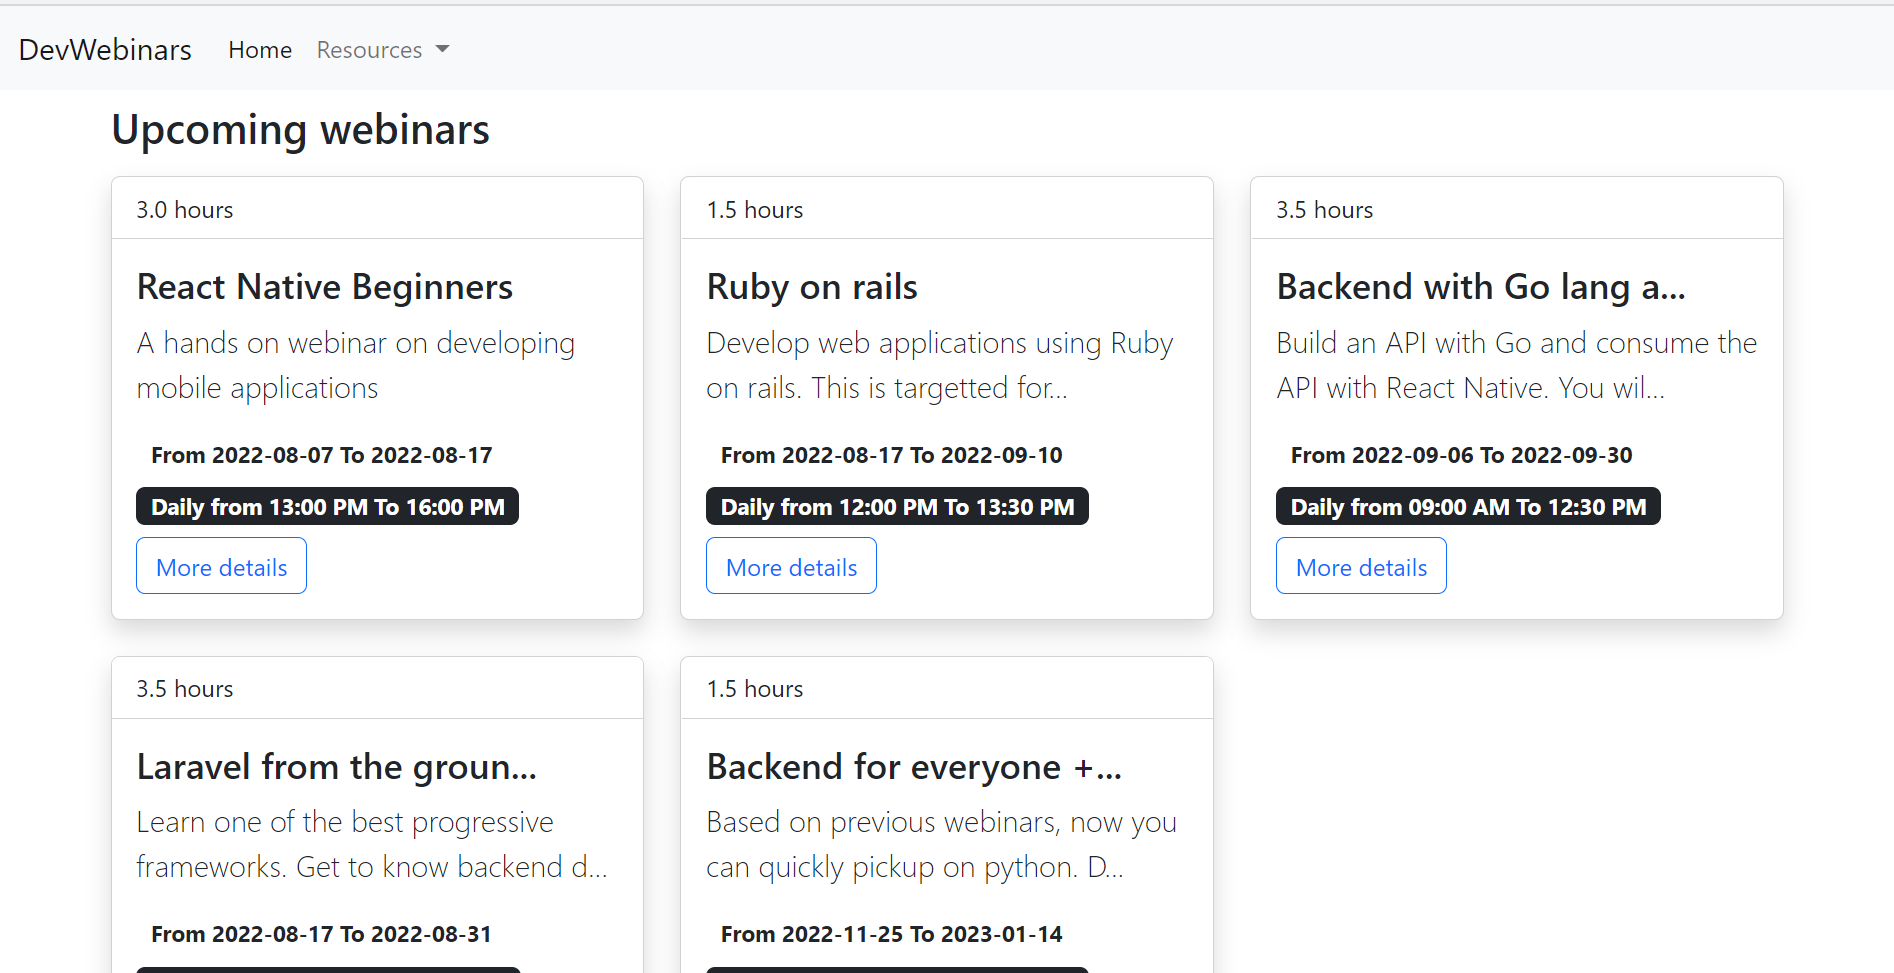 DevWebinars Home Resources
Upcoming webinars
3.0 hours
React Native Beginners
A hands on webinar on developing
mobile applications
From 2022-08-07 To 2022-08-17
Daily from 13:00 PM To 16:00 PM
More details
1.5 hours
Ruby on rails
Develop web applications using Ruby
on rails. This is targetted for...
From 2022-08-17 To 2022-09-10
Daily from 12:00 PM To 13:30 PM
More details
3.5 hours
Backend with Go lang a...
Build an API with Go and consume the
API with React Native. You wil...
From 2022-09-06 To 2022-09-30
Daily from 09:00 AM To 12:30 PM
More details
3.5 hours
Laravel from the groun...
Learn one of the best progressive
frameworks. Get to know backend d...
From 2022-08-17 To 2022-08-31
1.5 hours
Backend for everyone +...
Based on previous webinars, now you
can quickly pickup on python. D...
From 2022-11-25 To 2023-01-14